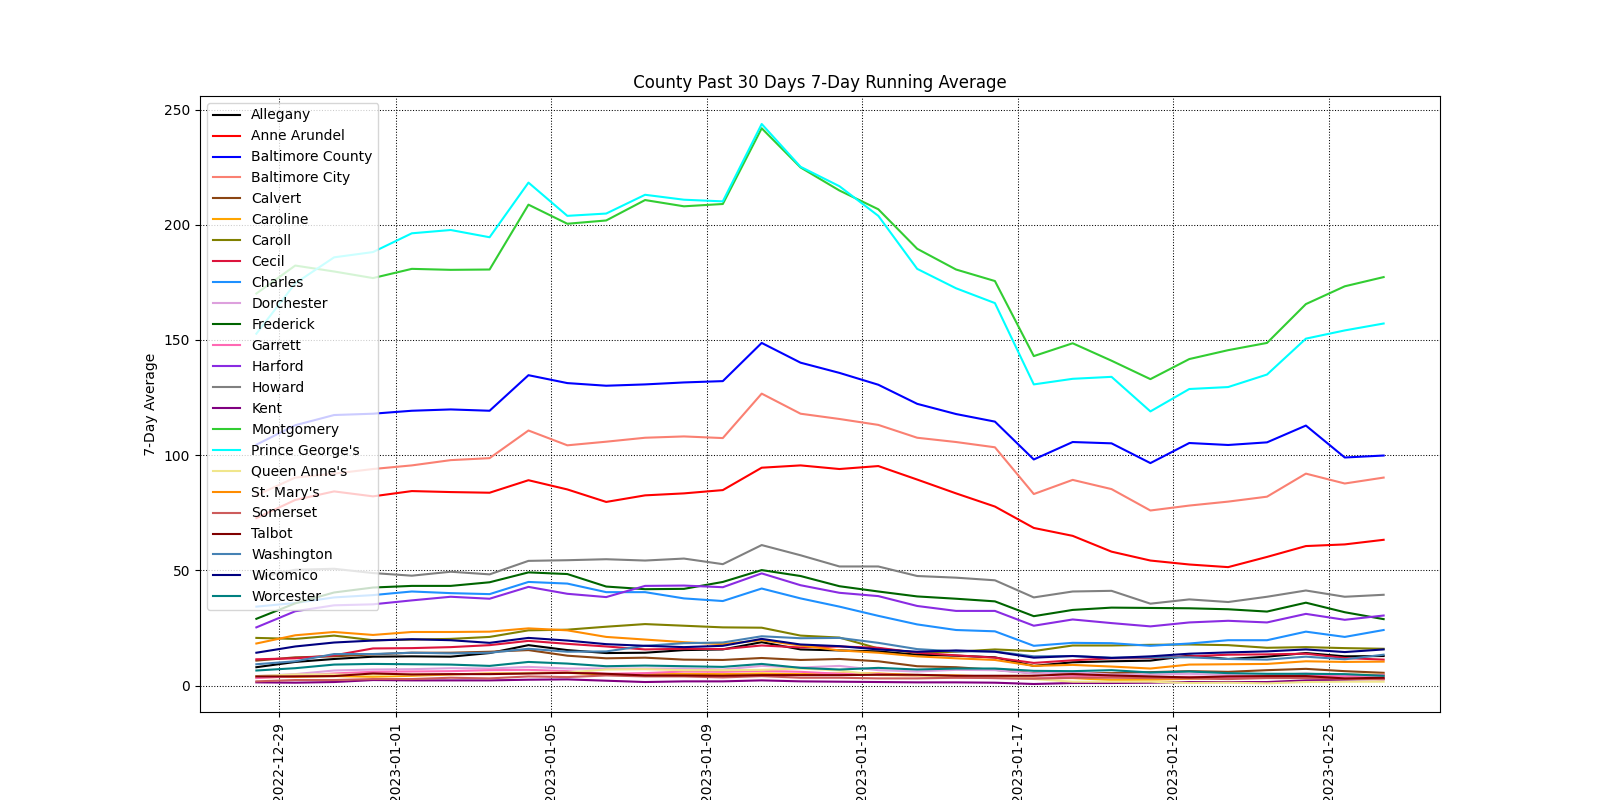 County Past 30 Days 7-Day Running Average
7-Day Average
250
200
150
100
50
0
Allegany
Anne Arundel
Baltimore County
Baltimore City
Calvert
Caroline
Caroll
Cecil
Charles
Dorchester
Frederick
Garrett
Harford
Howard
Kent
Montgomery
Prince George's
Queen Anne's
St. Mary's
Somerset
Talbot
Washington
Wicomico
Worcester
2022-12-29
2023-01-01
2023-01-05
2023-01-09
2023-01-13
2023-01-17
2023-01-21
2023-01-25